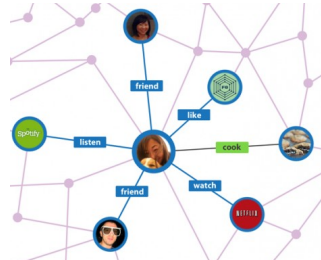 friend
like
Spotify
listen
cook
friend
watch
NETFLIX